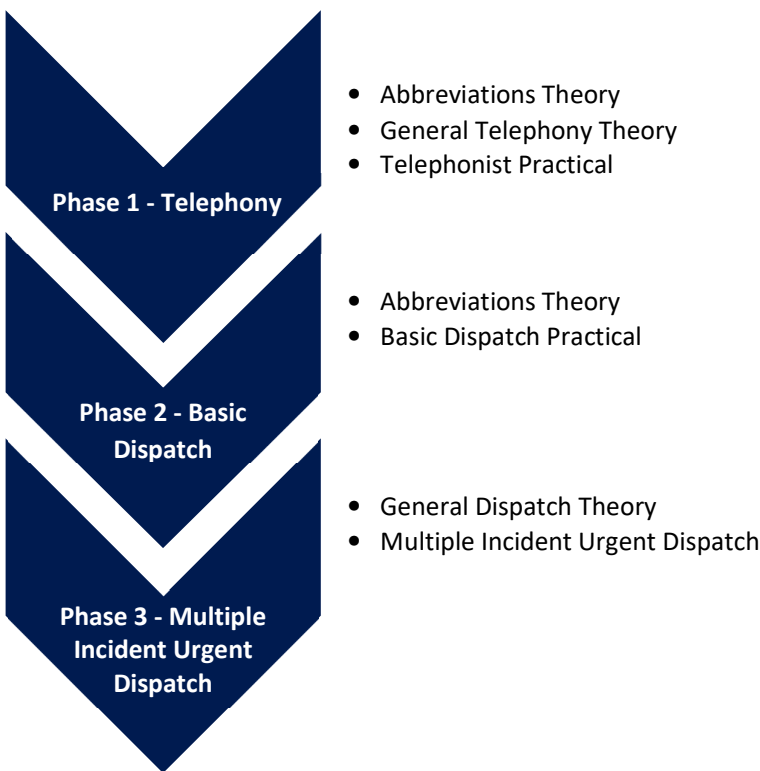 • Abbreviations Theory
• General Telephony Theory
• Telephonist Practical
Phase 1 - Telephony
• Abbreviations Theory
• Basic Dispatch Practical
Phase 2 - Basic
Dispatch
• General Dispatch Theory
• Multiple Incident Urgent Dispatch
Phase 3 - Multiple
Incident Urgent
Dispatch